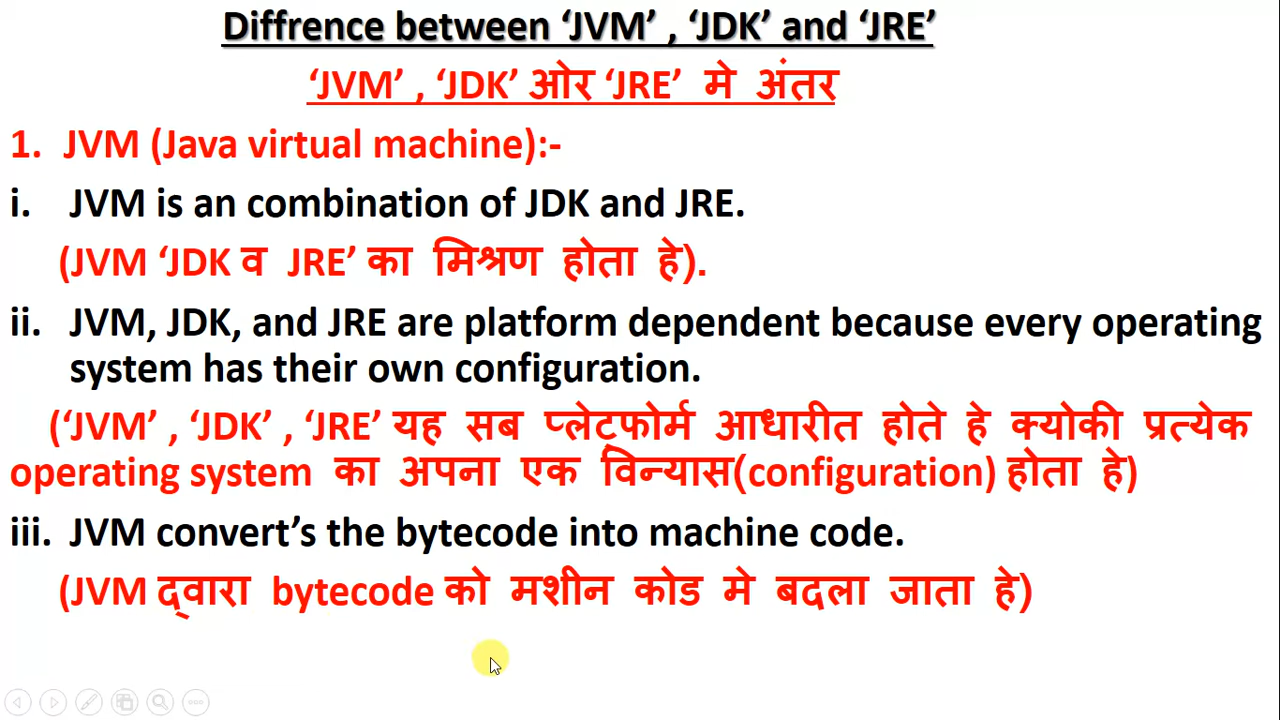 Diffrence between ‘JVM’ , ‘JDK’ and ‘JRE’
‘JVM’ , ‘JDK’ ओर ‘JRE’ मे अंतर
1. JVM (Java virtual machine):-
i. JVM is an combination of JDK and JRE.
(JVM ‘JDK व JRE’ का मिश्रण होता हे).
ii. JVM, JDK, and JRE are platform dependent because every operating
system has their own configuration.
(‘JVM’ , ‘JDK’ , ‘JRE’ यह सब प्लेट्फोर्म आधारीत होते हे क्योकी प्रत्येक
operating system का अपना एक विन्यास(configuration) होता हे)
iii. JVM convert’s the bytecode into machine code.
(JVM द्वारा bytecode को मशीन कोड मे बदला जाता हे)